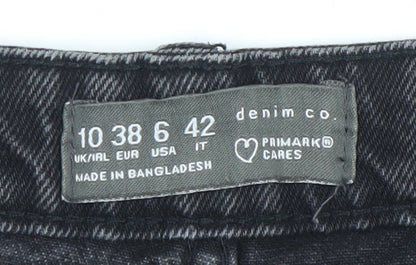 10 38 6 42
UK/IRL EUR USA IT
MADE IN BANGLADESH
denim co.
PRIMARK®
CARES